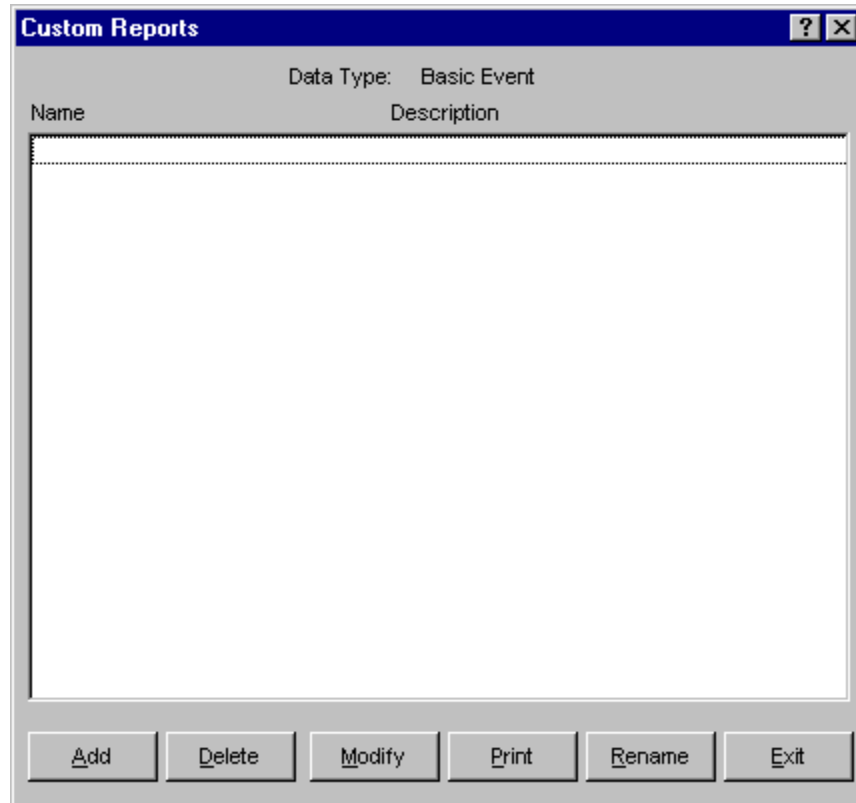 Custom Reports
Data Type: Basic Event
Name Description
Add Delete Modify Print Rename Exit